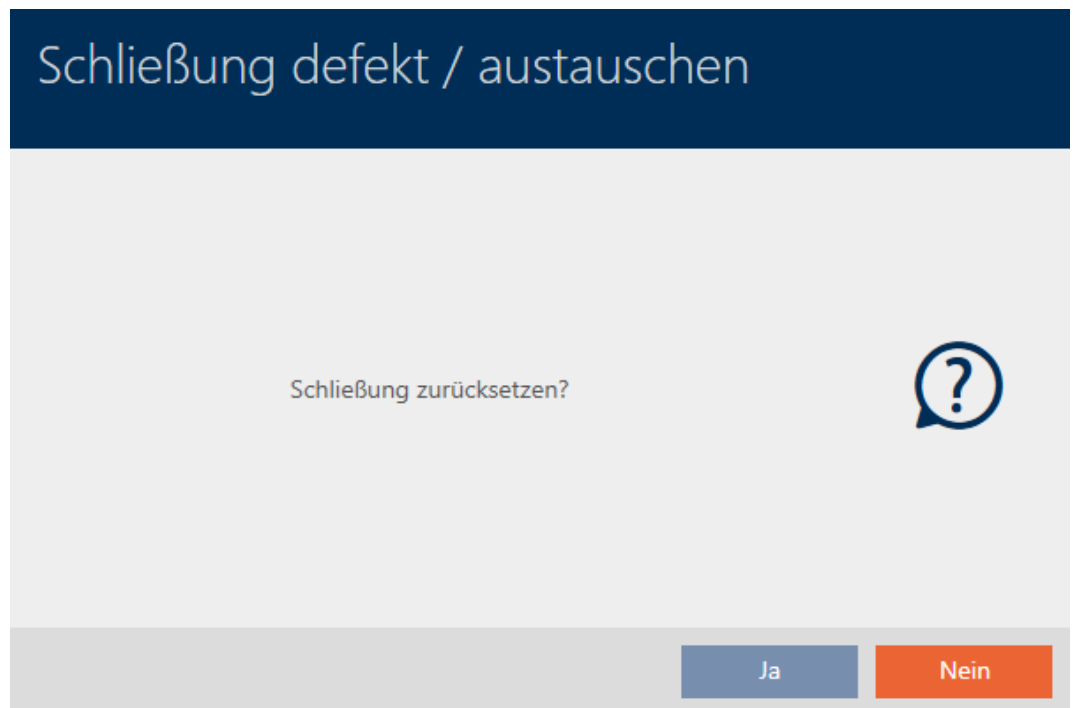 Schließung defekt / austauschen
Schließung zurücksetzen?
?
Ja
Nein